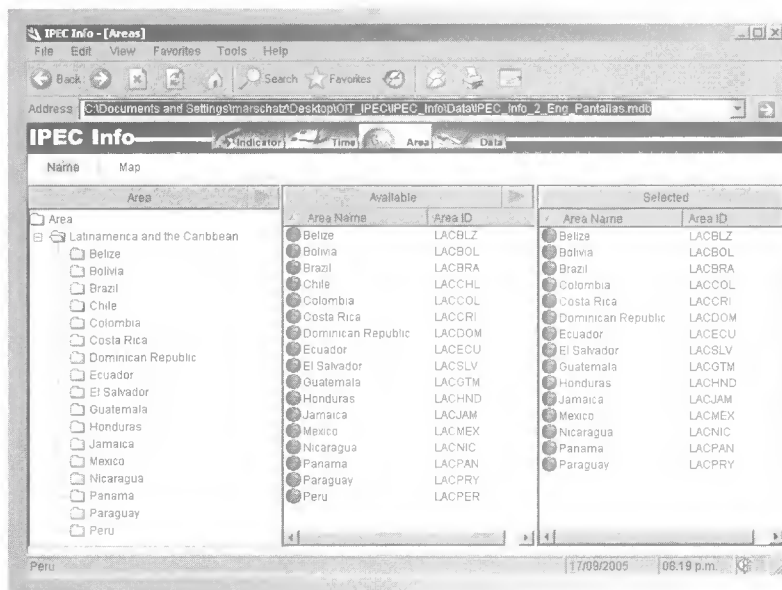 IPEC Info - [Areas]
File Edit View Favorites Tools Help
Back Search Favorites
Address C:\Documents and Settings\marschatz\Desktop\OIT_IPEC\IPEC_Info\Data\IPEC_Info_2_Eng_Pantallas.mdb
IPEC Info Indicator Time Area Data
Name Map
Area Available Selected
Area
Latinamerica and the Caribbean
Belize
Bolivia
Brazil
Chile
Colombia
Costa Rica
Dominican Republic
Ecuador
El Salvador
Guatemala
Honduras
Jamaica
Mexico
Nicaragua
Panama
Paraguay
Peru
Area Name Area ID
Belize LACBLZ
Bolivia LACBOL
Brazil LACBRA
Chile LACCHL
Colombia LACCOL
Costa Rica LACCRI
Dominican Republic LACDOM
Ecuador LACECU
El Salvador LACSLV
Guatemala LACGTM
Honduras LACHND
Jamaica LACJAM
Mexico LACMEX
Nicaragua LACNIC
Panama LACPAN
Paraguay LACPRY
Peru LACPER
Area Name Area ID
Belize LACBLZ
Bolivia LACBOL
Brazil LACBRA
Colombia LACCOL
Costa Rica LACCRI
Dominican Republic LACDOM
Ecuador LACECU
El Salvador LACSLV
Guatemala LACGTM
Honduras LACHND
Jamaica LACJAM
Mexico LACMEX
Nicaragua LACNIC
Panama LACPAN
Paraguay LACPRY
Peru 17/09/2005 08.19 p.m.